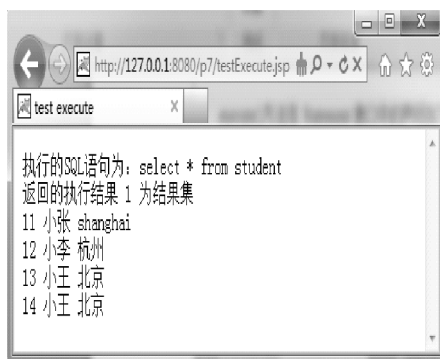 http://127.0.0.1:8080/p7/testExecute.jsp
test execute
执行的SQL语句为: select * from student
返回的执行结果 1 为结果集
11 小张 shanghai
12 小李 杭州
13 小王 北京
14 小王 北京